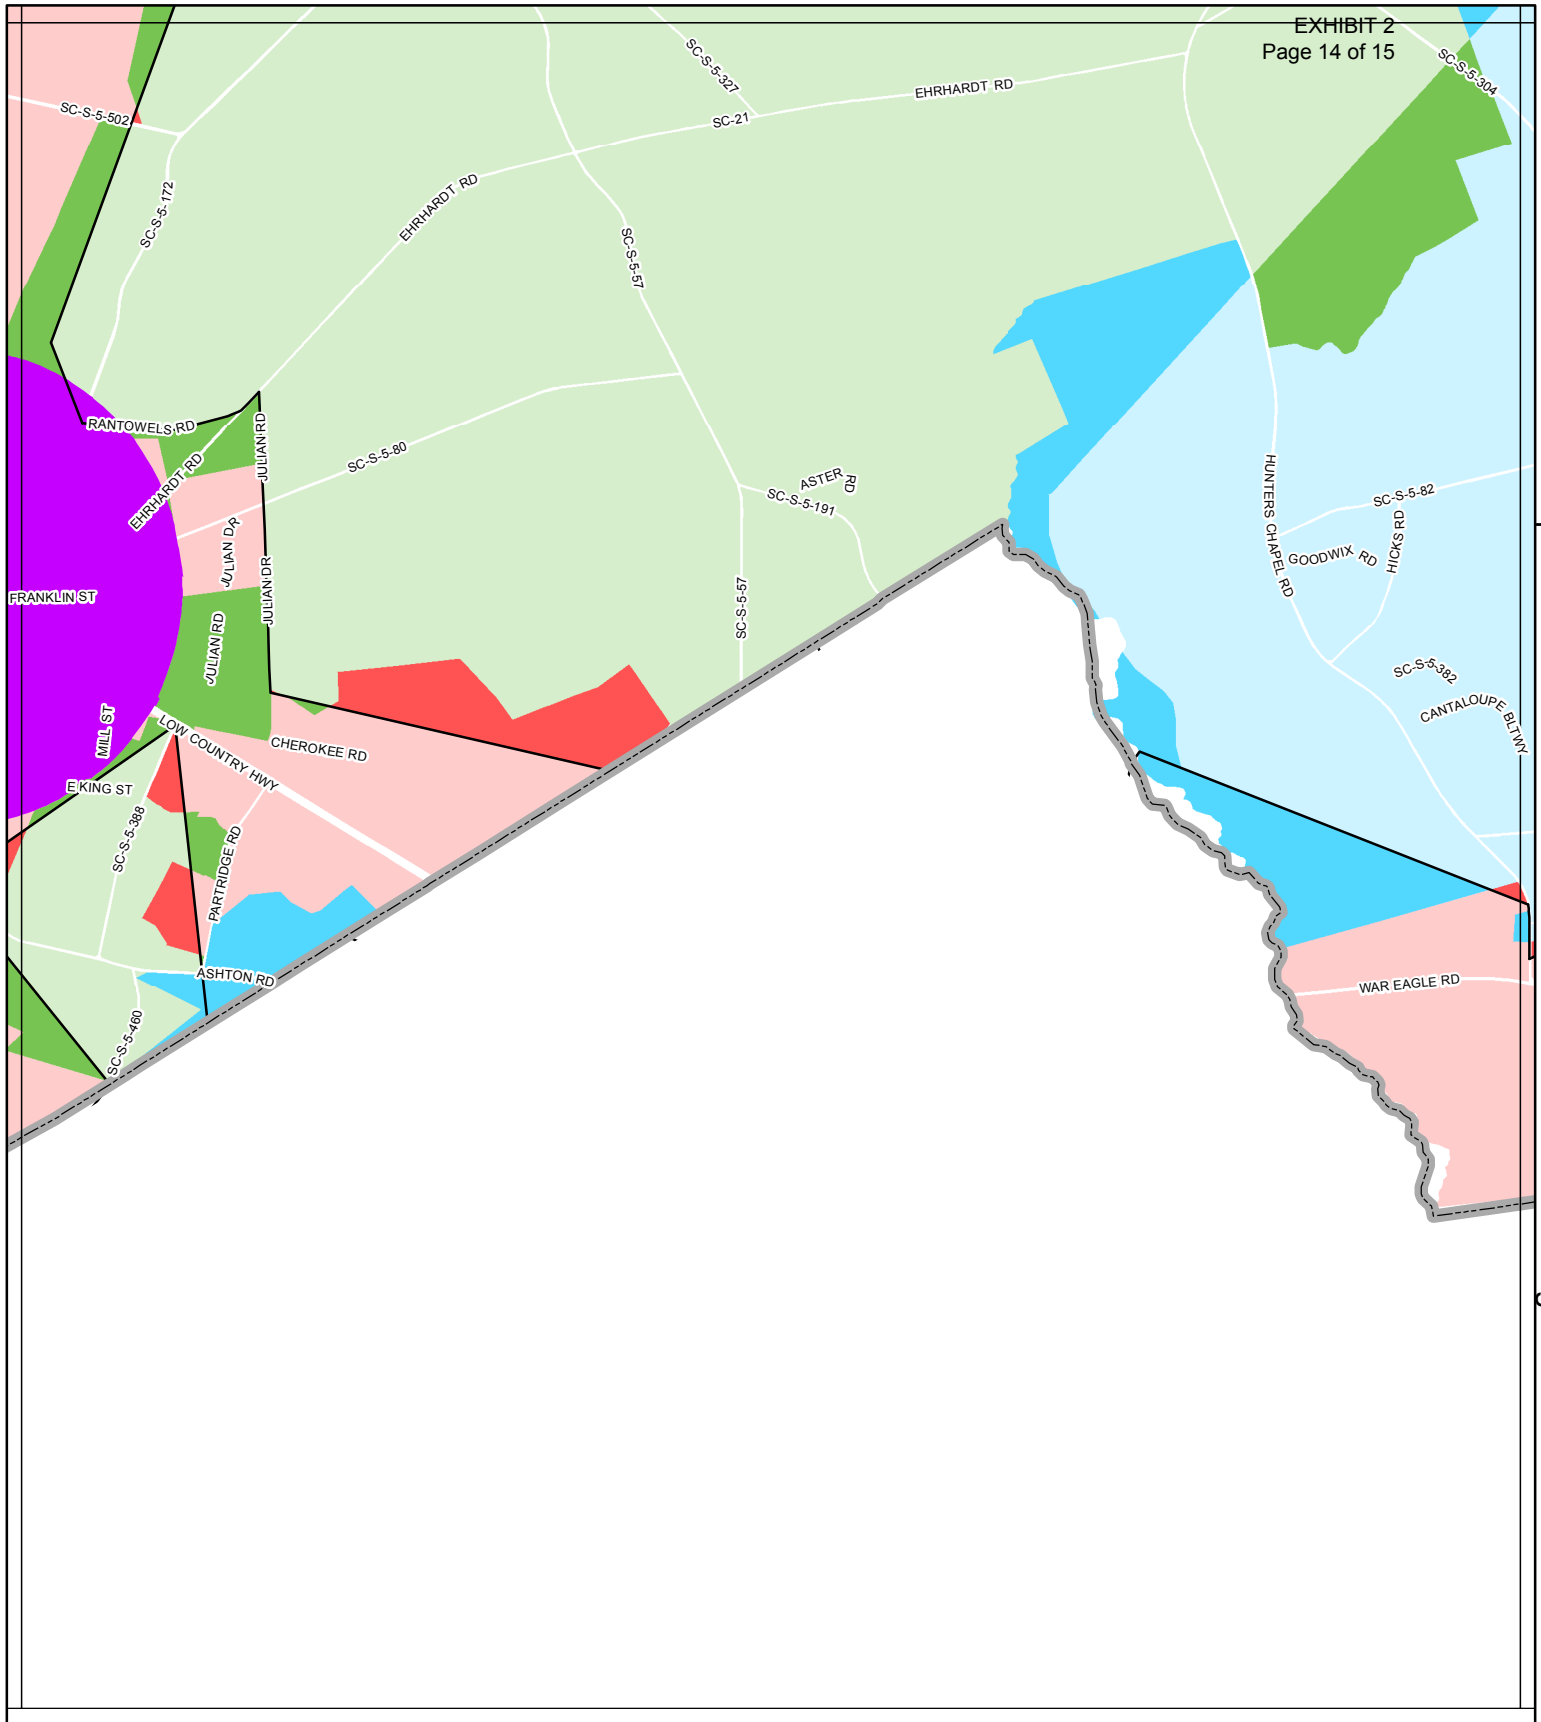 EXHIBIT 2
Page 14 of 15
SC-S-5-327
SC-S-5-304
EHRHARDT RD
SC-S-5-502
SC-21
SC-S-5-172
EHRHARDT RD
SC-S-5-57
RANTOWELS RD
JULIAN RD
SC-S-5-80
EHRHARDT RD
ASTER RD
SC-S-5-191
HUNTERS CHAPEL RD
SC-S-5-82
HICKS RD
GOODWIX RD
JULIAN DR
JULIAN DR
FRANKLIN ST
SC-S-5-57
JULIAN RD
SC-S-5-382
CANTALOUPE BLTWY
MILL ST
LOW COUNTRY HWY
CHEROKEE RD
E KING ST
SC-S-5-388
PARTRIDGE RD
ASHTON RD
WAR EAGLE RD
SC-S-5-460